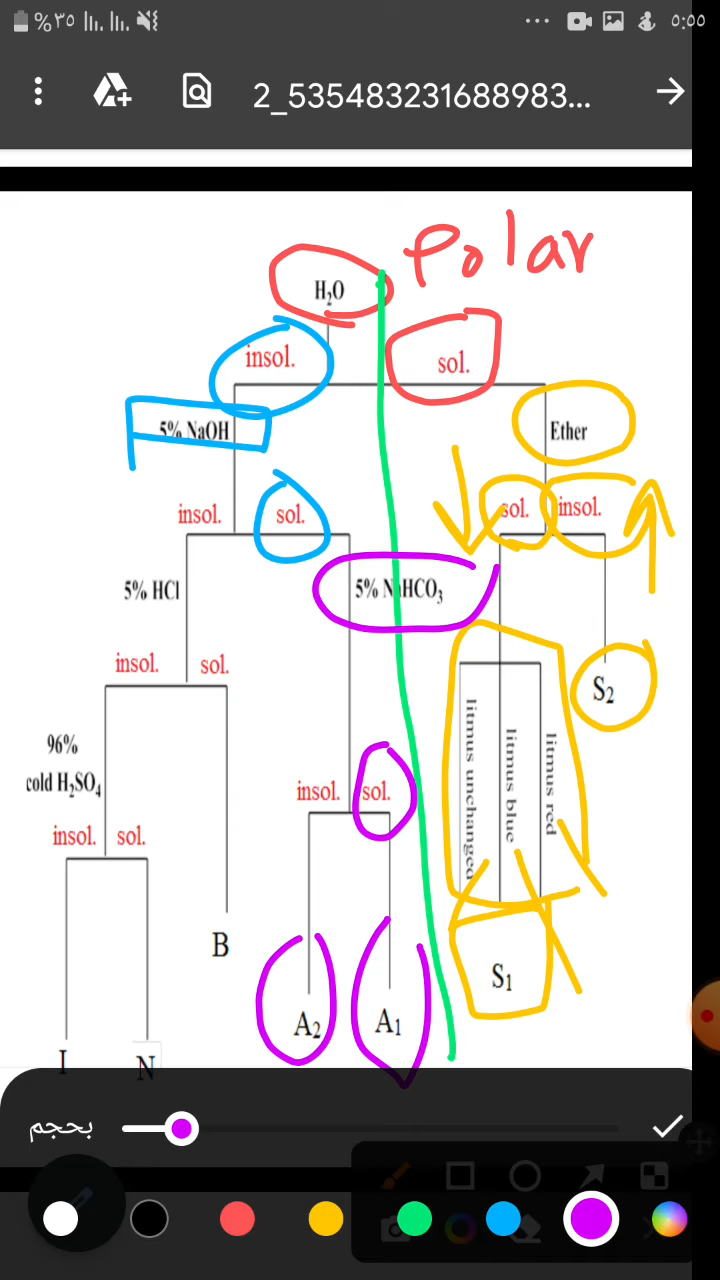 %٣٥ ٥:٥٥
2_535483231688983...
Polar
H₂O
insol. sol.
5% NaOH Ether
insol. sol. sol. insol.
5% HCl 5% NaHCO₃
insol. sol. S₂
litmus unchanged
litmus blue
litmus red
96%
cold H₂SO₄
insol. sol.
insol. sol.
B
S₁
A₂ A₁
I N
بحجم